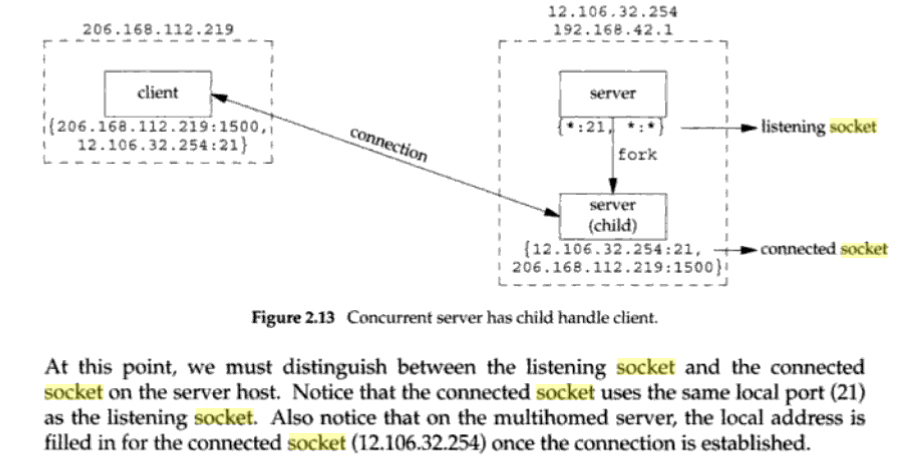 206.168.112.219
12.106.32.254
192.168.42.1
client
server
{206.168.112.219:1500,
12.106.32.254:21}
connection
{*:21, *:*}
listening socket
fork
server
(child)
{12.106.32.254:21,
206.168.112.219:1500}
connected socket
Figure 2.13 Concurrent server has child handle client.
At this point, we must distinguish between the listening socket and the connected
socket on the server host. Notice that the connected socket uses the same local port (21)
as the listening socket. Also notice that on the multihomed server, the local address is
filled in for the connected socket (12.106.32.254) once the connection is established.